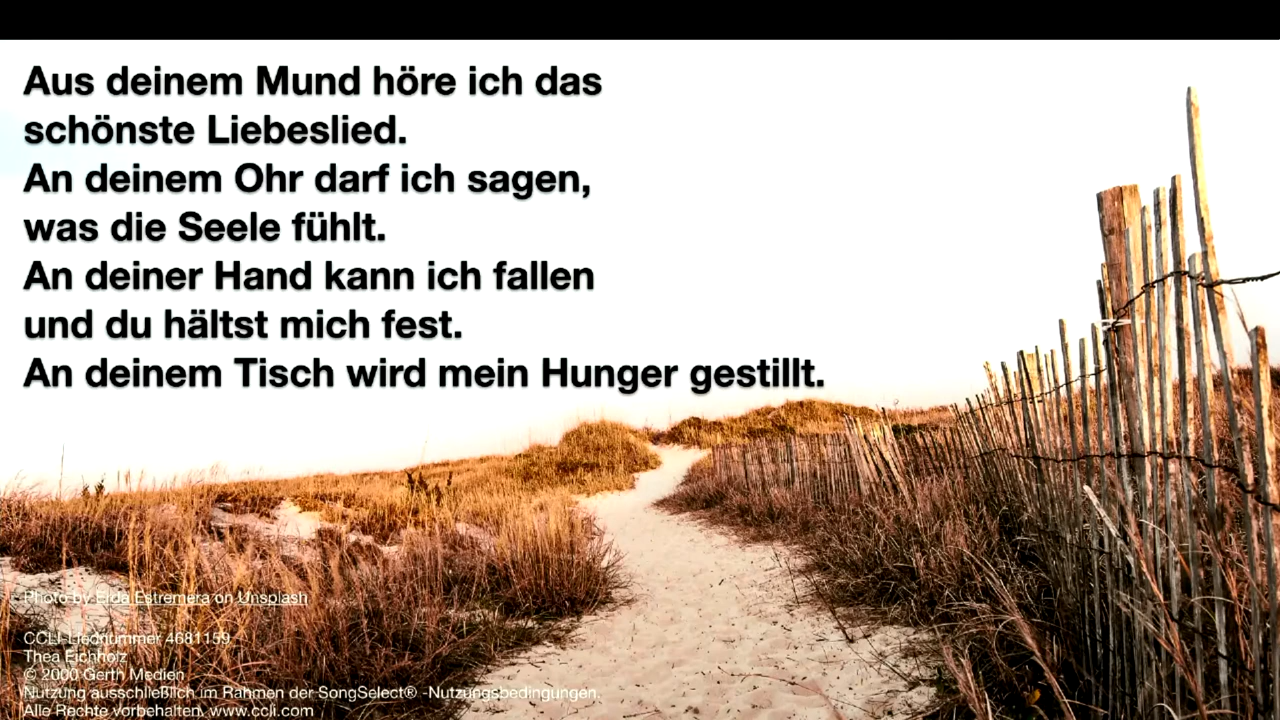 Aus deinem Mund höre ich das
schönste Liebeslied.
An deinem Ohr darf ich sagen,
was die Seele fühlt.
An deiner Hand kann ich fallen
und du hältst mich fest.
An deinem Tisch wird mein Hunger gestillt.
Photo by Elda Estremera on Unsplash
CCLI-Liednummer 4681159
Thea Eichholz
© 2000 Gerth Medien
Nutzung ausschließlich im Rahmen der SongSelect® -Nutzungsbedingungen.
Alle Rechte vorbehalten. www.ccli.com